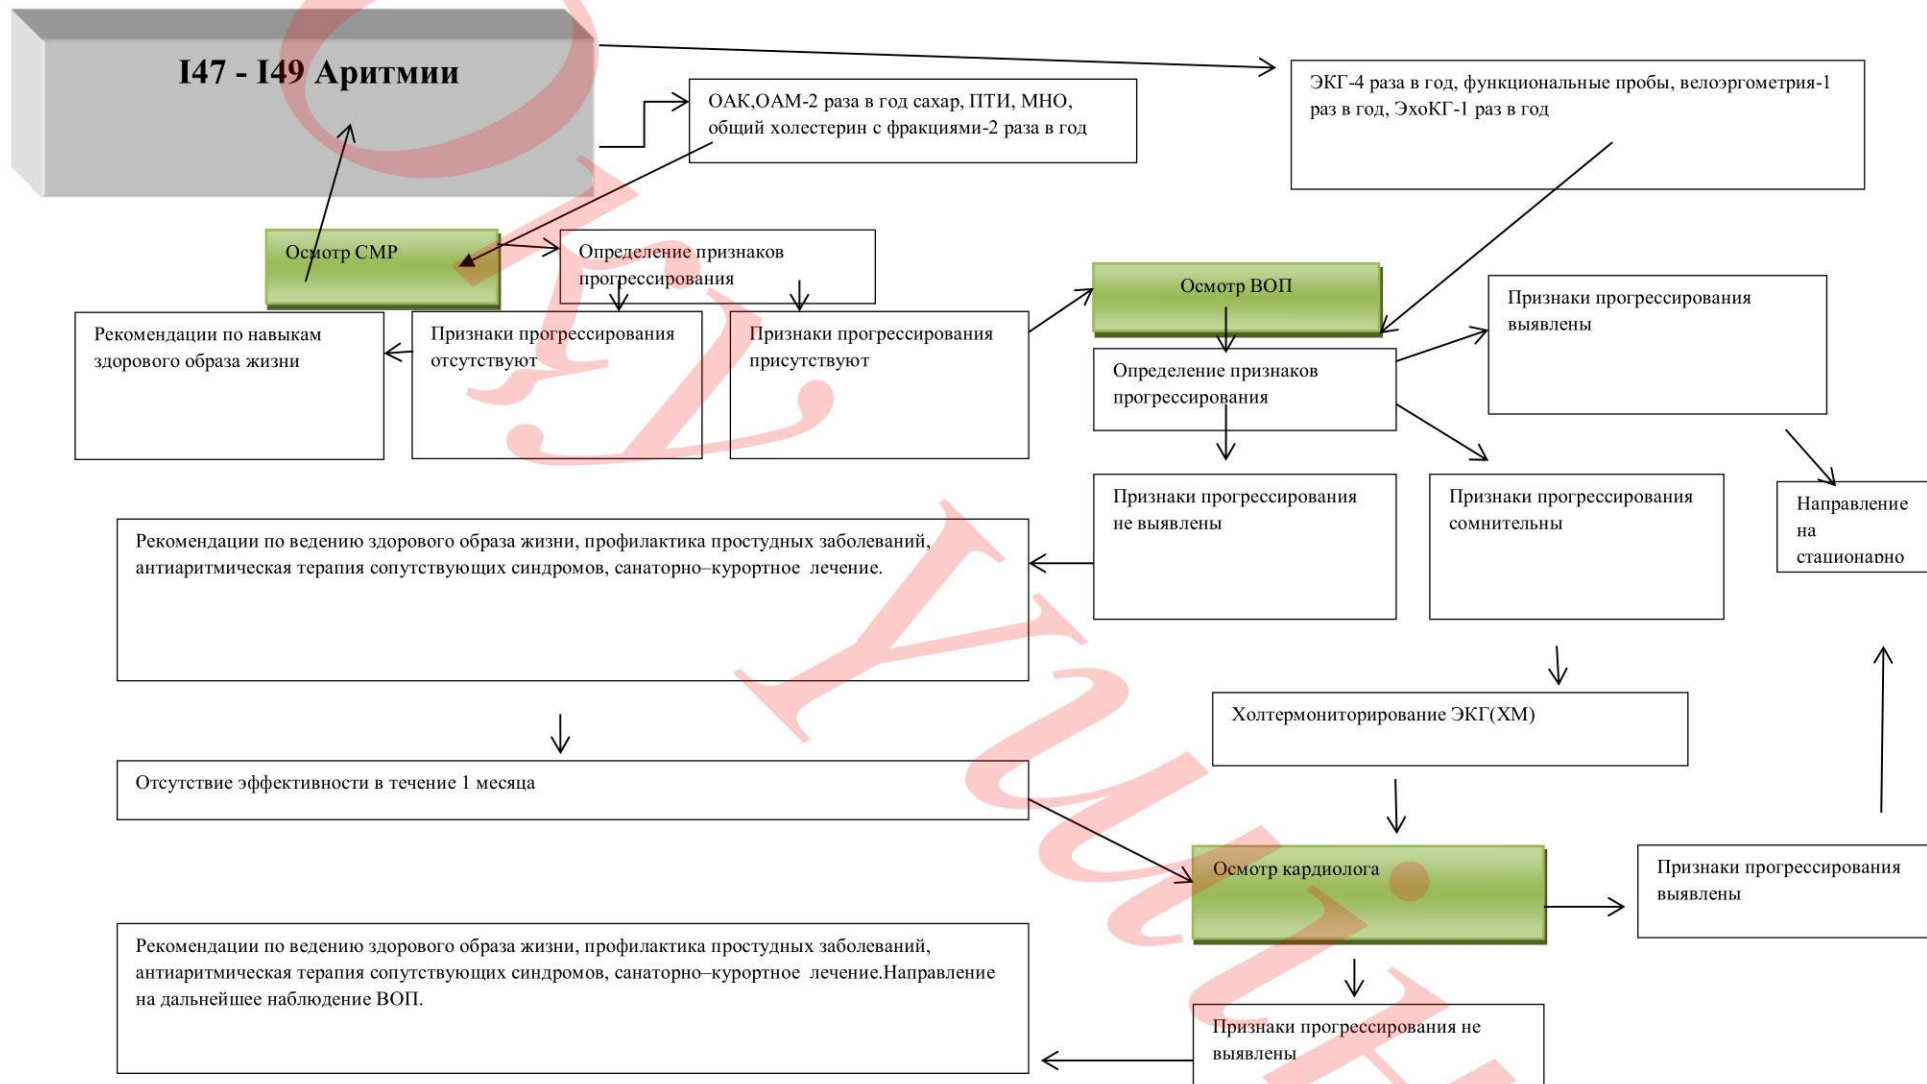 I47 - I49 Аритмии
ОАК,ОАМ-2 раза в год сахар, ПТИ, МНО,
общий холестерин с фракциями-2 раза в год
ЭКГ-4 раза в год, функциональные пробы, велоэргометрия-1
раз в год, ЭхоКГ-1 раз в год
Осмотр СМР
Определение признаков
прогрессирования
Осмотр ВОП
Признаки прогрессирования
выявлены
Рекомендации по навыкам
здорового образа жизни
Признаки прогрессирования
отсутствуют
Признаки прогрессирования
присутствуют
Определение признаков
прогрессирования
Признаки прогрессирования
не выявлены
Признаки прогрессирования
сомнительны
Направление
на
стационарно
Рекомендации по ведению здорового образа жизни, профилактика простудных заболеваний,
антиаритмическая терапия сопутствующих синдромов, санаторно–курортное лечение.
Холтермониторирование ЭКГ(ХМ)
Отсутствие эффективности в течение 1 месяца
Осмотр кардиолога
Признаки прогрессирования
выявлены
Рекомендации по ведению здорового образа жизни, профилактика простудных заболеваний,
антиаритмическая терапия сопутствующих синдромов, санаторно–курортное лечение.Направление
на дальнейшее наблюдение ВОП.
Признаки прогрессирования не
выявлены